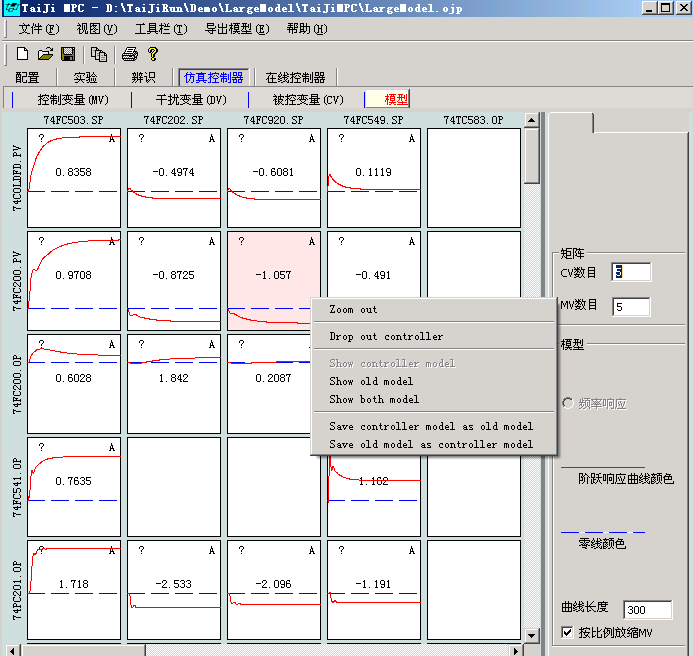 TaiJi MPC - D:\TaiJiRun\Demo\LargeModel\TaiJiMPC\LargeModel.ojp
文件(F) 视图(V) 工具栏(T) 导出模型(E) 帮助(H)
配置 实验 辨识 仿真控制器 在线控制器
控制变量(MV) 干扰变量(DV) 被控变量(CV) 模型
74FC503.SP 74FC202.SP 74FC920.SP 74FC549.SP 74TC583.OP
74COLDFD.PV
? A ? A ? A ? A
0.8358 -0.4974 -0.6081 0.1119
74FC200.PV
? A ? A ? A ? A
0.9708 -0.8725 -1.057 -0.491
74FC200.OP
? A ? A ?
0.6028 1.842 0.2087
74FC541.OP
? A
0.7635 1.162
74PC201.OP
? A ? A ? A ? A
1.718 -2.533 -2.096 -1.191
Zoom out
Drop out controller
Show controller model
Show old model
Show both model
Save controller model as old model
Save old model as controller model
矩阵
CV数目 5
MV数目 5
模型
频率响应
阶跃响应曲线颜色
零线颜色
曲线长度 300
按比例放缩MV